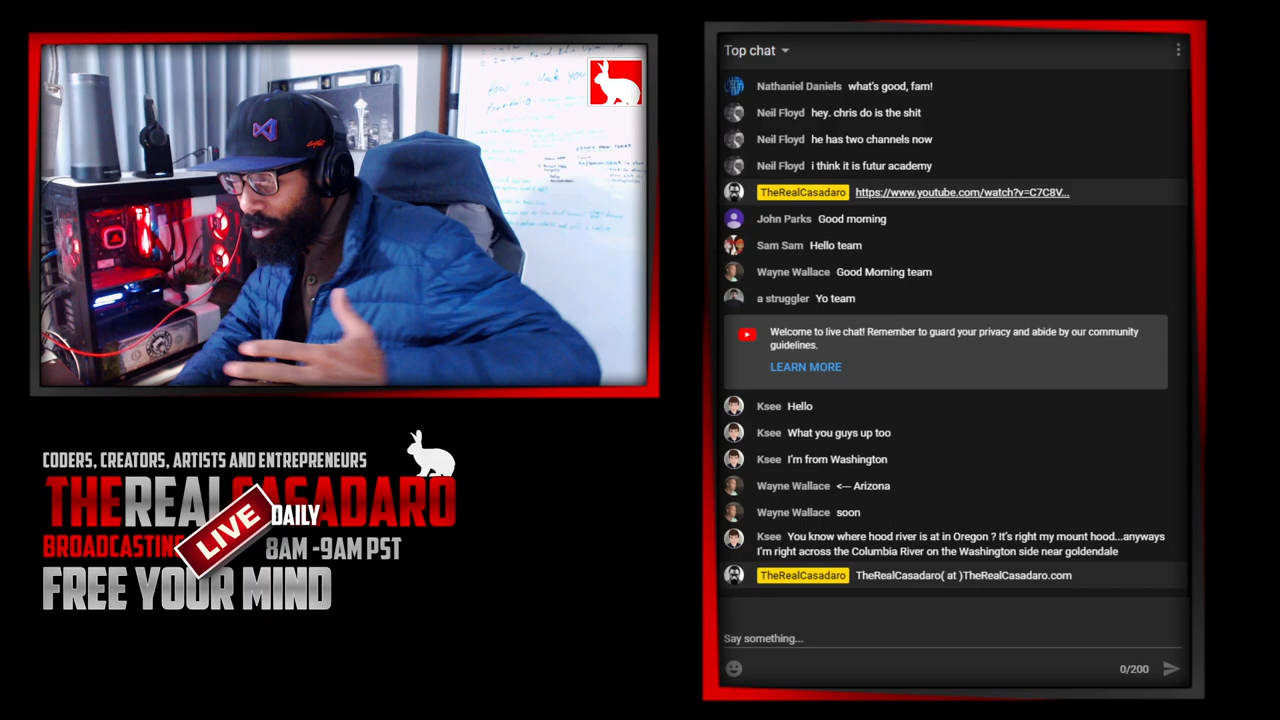 Top chat
Nathaniel Daniels what's good, fam!
Neil Floyd hey. chris do is the shit
Neil Floyd he has two channels now
Neil Floyd i think it is futur academy
TheRealCasadaro https://www.youtube.com/watch?v=C7C8V...
John Parks Good morning
Sam Sam Hello team
Wayne Wallace Good Morning team
a struggler Yo team
Welcome to live chat! Remember to guard your privacy and abide by our community
guidelines.
LEARN MORE
Ksee Hello
Ksee What you guys up too
Ksee I'm from Washington
Wayne Wallace <--- Arizona
Wayne Wallace soon
Ksee You know where hood river is at in Oregon ? It's right my mount hood...anyways
I'm right across the Columbia River on the Washington side near goldendale
TheRealCasadaro TheRealCasadaro( at )TheRealCasadaro.com
Say something...
0/200
CODERS, CREATORS, ARTISTS AND ENTREPRENEURS
THEREALCASADARO
LIVE DAILY
BROADCASTING 8AM -9AM PST
FREE YOUR MIND